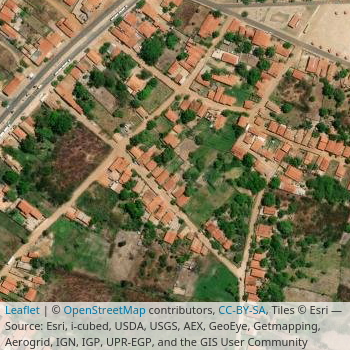 Leaflet | © OpenStreetMap contributors, CC-BY-SA, Tiles © Esri —
Source: Esri, i-cubed, USDA, USGS, AEX, GeoEye, Getmapping,
Aerogrid, IGN, IGP, UPR-EGP, and the GIS User Community